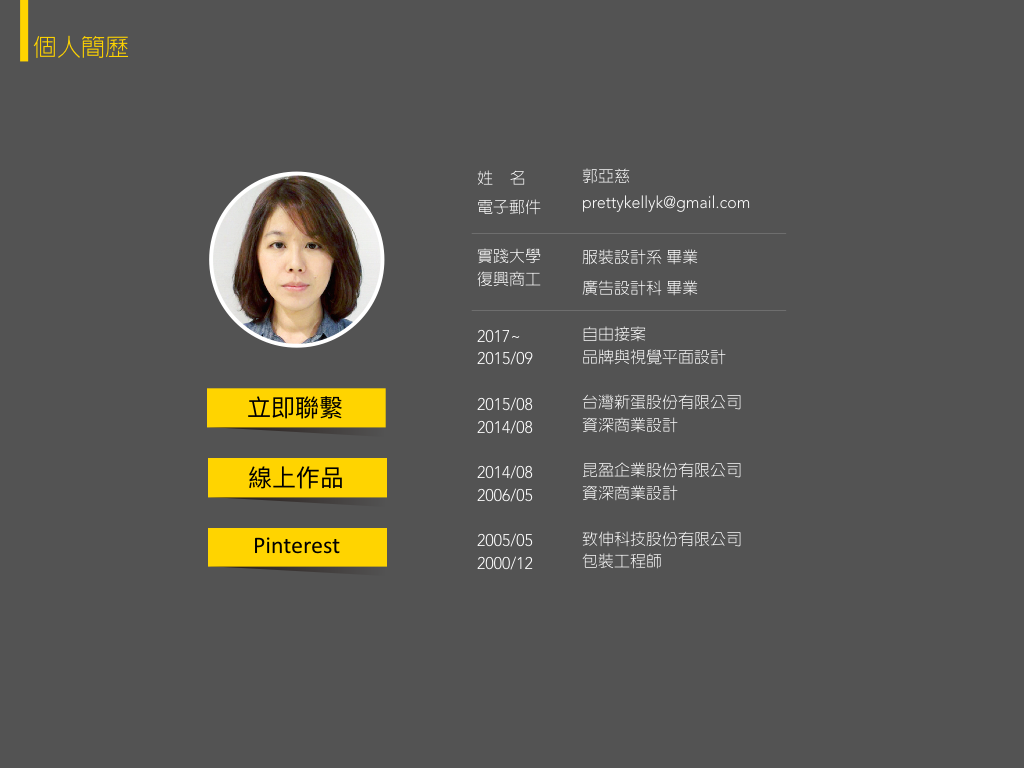 個人簡歷
姓 名 郭亞慈
電子郵件 prettykellyk@gmail.com
實踐大學 服裝設計系 畢業
復興商工 廣告設計科 畢業
2017~ 自由接案
2015/09 品牌與視覺平面設計
2015/08 台灣新蛋股份有限公司
2014/08 資深商業設計
2014/08 昆盈企業股份有限公司
2006/05 資深商業設計
2005/05 致伸科技股份有限公司
2000/12 包裝工程師
立即聯繫
線上作品
Pinterest